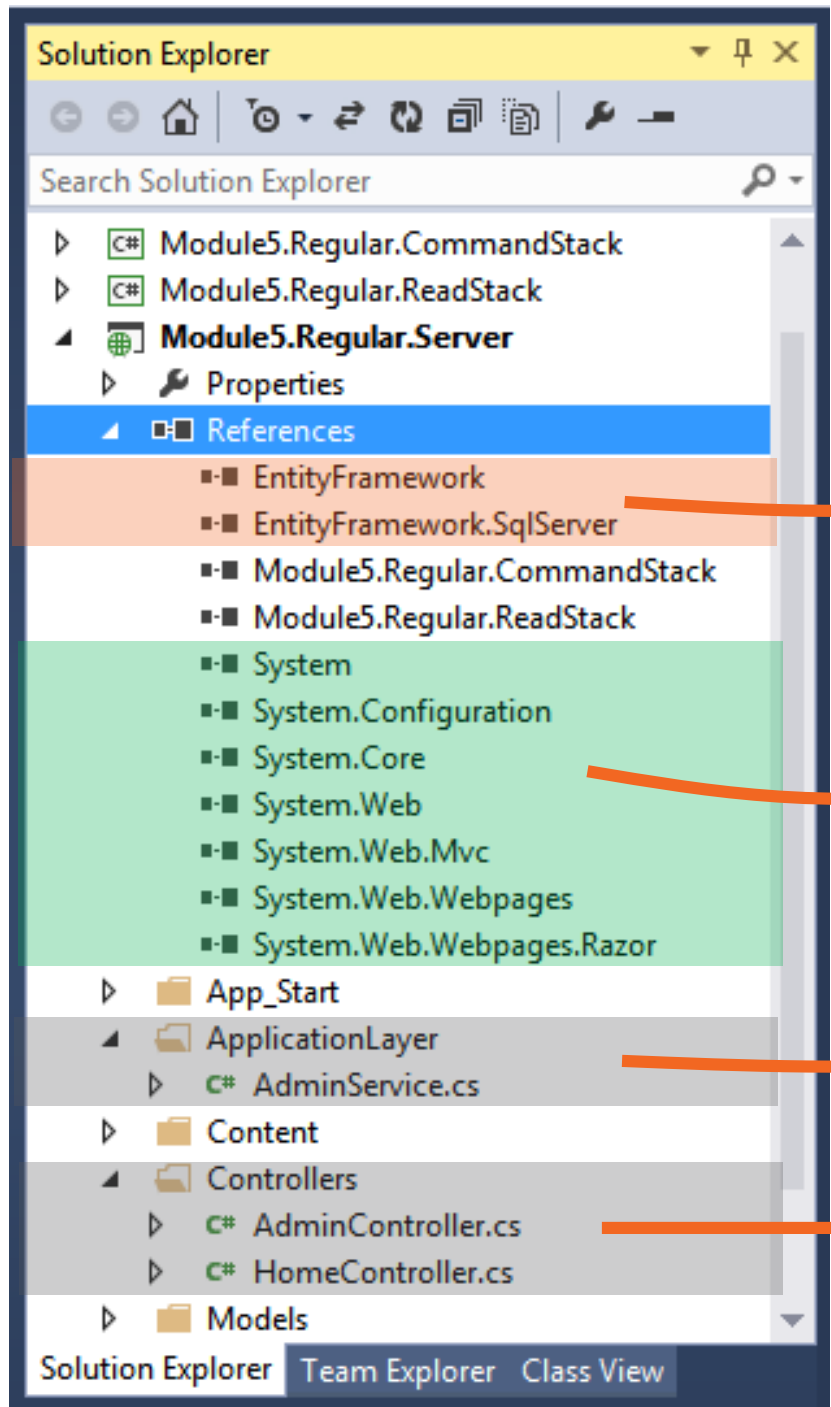 Solution Explorer
Search Solution Explorer
C# Module5.Regular.CommandStack
C# Module5.Regular.ReadStack
Module5.Regular.Server
Properties
References
EntityFramework
EntityFramework.SqlServer
Module5.Regular.CommandStack
Module5.Regular.ReadStack
System
System.Configuration
System.Core
System.Web
System.Web.Mvc
System.Web.Webpages
System.Web.Webpages.Razor
App_Start
ApplicationLayer
C# AdminService.cs
Content
Controllers
C# AdminController.cs
C# HomeController.cs
Models
Solution Explorer Team Explorer Class View